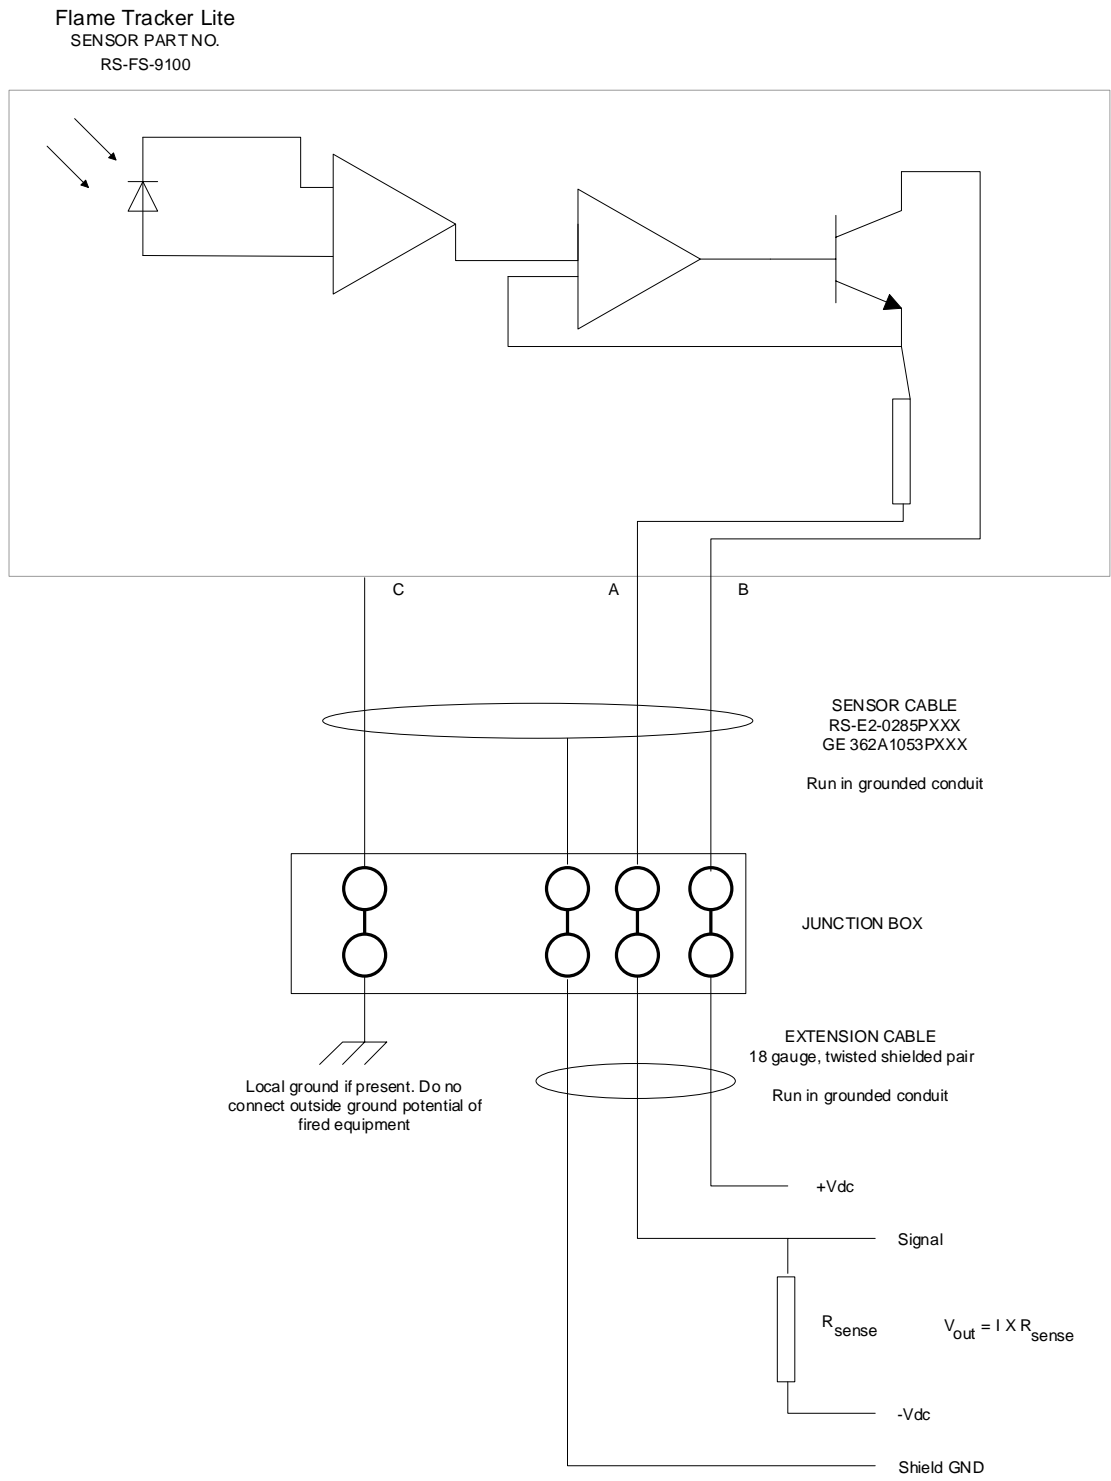 Flame Tracker Lite
SENSOR PART NO.
RS-FS-9100
C
A
B
SENSOR CABLE
RS-E2-0285PXXX
GE 362A1053PXXX
Run in grounded conduit
JUNCTION BOX
EXTENSION CABLE
18 gauge, twisted shielded pair
Run in grounded conduit
Local ground if present. Do no
connect outside ground potential of
fired equipment
+Vdc
Signal
Rsense
Vout = I X Rsense
-Vdc
Shield GND